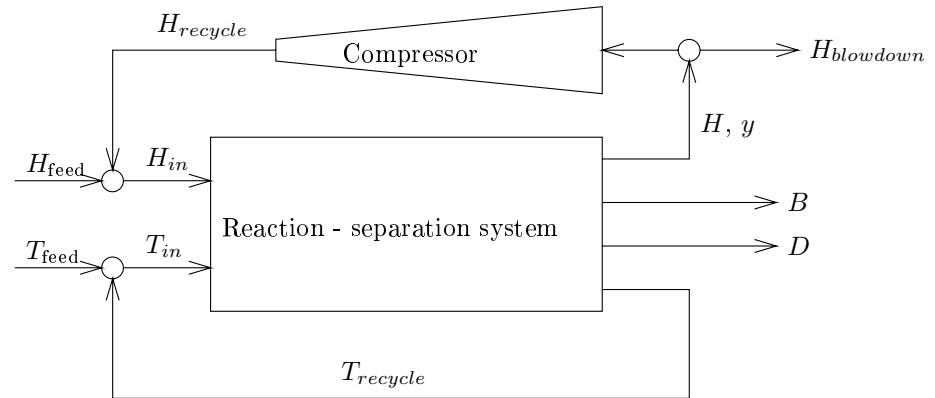 H_recycle
Compressor
H_blowdown
H, y
H_feed
H_in
B
Reaction - separation system
T_feed
T_in
D
T_recycle